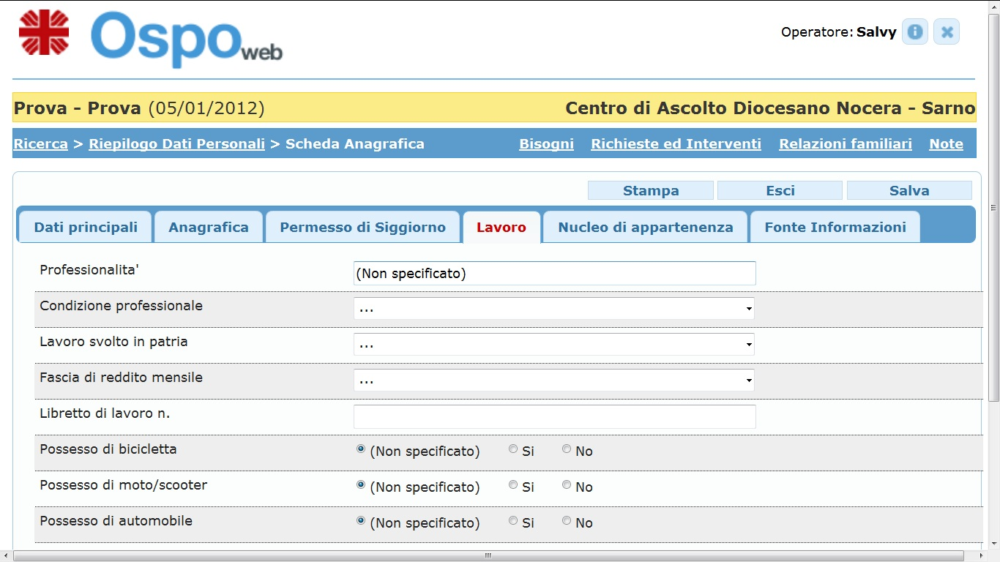 Ospo web
Operatore: Salvy
Prova - Prova (05/01/2012) Centro di Ascolto Diocesano Nocera - Sarno
Ricerca > Riepilogo Dati Personali > Scheda Anagrafica Bisogni Richieste ed Interventi Relazioni familiari Note
Stampa Esci Salva
Dati principali Anagrafica Permesso di Siggiorno Lavoro Nucleo di appartenenza Fonte Informazioni
Professionalita' (Non specificato)
Condizione professionale ...
Lavoro svolto in patria ...
Fascia di reddito mensile ...
Libretto di lavoro n.
Possesso di bicicletta (Non specificato) Si No
Possesso di moto/scooter (Non specificato) Si No
Possesso di automobile (Non specificato) Si No